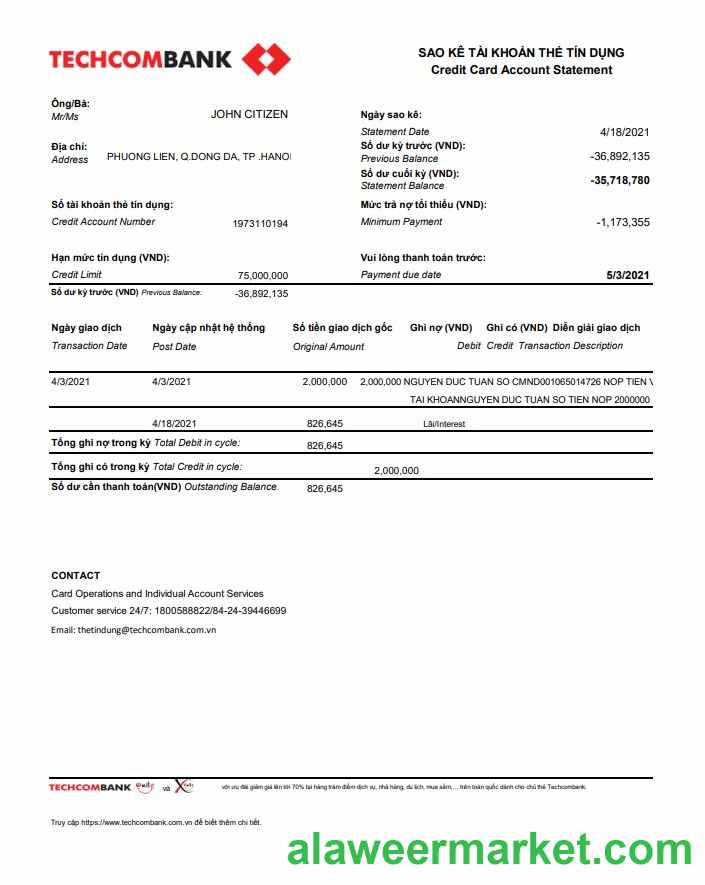 TECHCOMBANK
SAO KÊ TÀI KHOẢN THẺ TÍN DỤNG
Credit Card Account Statement
Ông/Bà:
Mr/Ms JOHN CITIZEN
Địa chỉ:
Address PHUONG LIEN, Q.DONG DA, TP .HANOI
Ngày sao kê:
Statement Date 4/18/2021
Số dư kỳ trước (VND):
Previous Balance -36,892,135
Số dư cuối kỳ (VND):
Statement Balance -35,718,780
Số tài khoản thẻ tín dụng:
Credit Account Number 1973110194
Mức trả nợ tối thiểu (VND):
Minimum Payment -1,173,355
Hạn mức tín dụng (VND):
Credit Limit 75,000,000
Vui lòng thanh toán trước:
Payment due date 5/3/2021
Số dư kỳ trước (VND) Previous Balance: -36,892,135
Ngày giao dịch Ngày cập nhật hệ thống Số tiền giao dịch gốc Ghi nợ (VND) Ghi có (VND) Diễn giải giao dịch
Transaction Date Post Date Original Amount Debit Credit Transaction Description
4/3/2021 4/3/2021 2,000,000 2,000,000 NGUYEN DUC TUAN SO CMND001065014726 NOP TIEN V
TAI KHOANNGUYEN DUC TUAN SO TIEN NOP 2000000
4/18/2021 826,645 Lãi/Interest
Tổng ghi nợ trong kỳ Total Debit in cycle: 826,645
Tổng ghi có trong kỳ Total Credit in cycle: 2,000,000
Số dư cần thanh toán(VND) Outstanding Balance 826,645
CONTACT
Card Operations and Individual Account Services
Customer service 24/7: 1800588822/84-24-39446699
Email: thetindung@techcombank.com.vn
TECHCOMBANK và với ưu đãi giảm giá lên tới 70% tại hàng trăm điểm dịch vụ, nhà hàng, du lịch, mua sắm,... trên toàn quốc dành cho chủ thẻ Techcombank.
Truy cập https://www.techcombank.com.vn để biết thêm chi tiết.
alaweermarket.com